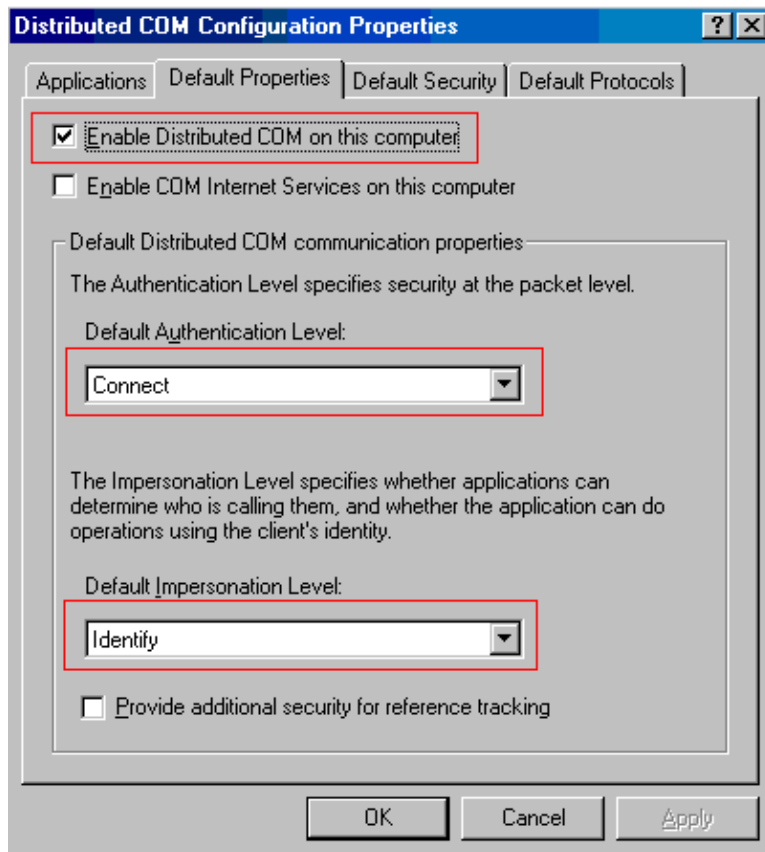 Distributed COM Configuration Properties
Applications Default Properties Default Security Default Protocols
Enable Distributed COM on this computer
Enable COM Internet Services on this computer
Default Distributed COM communication properties
The Authentication Level specifies security at the packet level.
Default Authentication Level:
Connect
The Impersonation Level specifies whether applications can
determine who is calling them, and whether the application can do
operations using the client's identity.
Default Impersonation Level:
Identify
Provide additional security for reference tracking
OK Cancel Apply